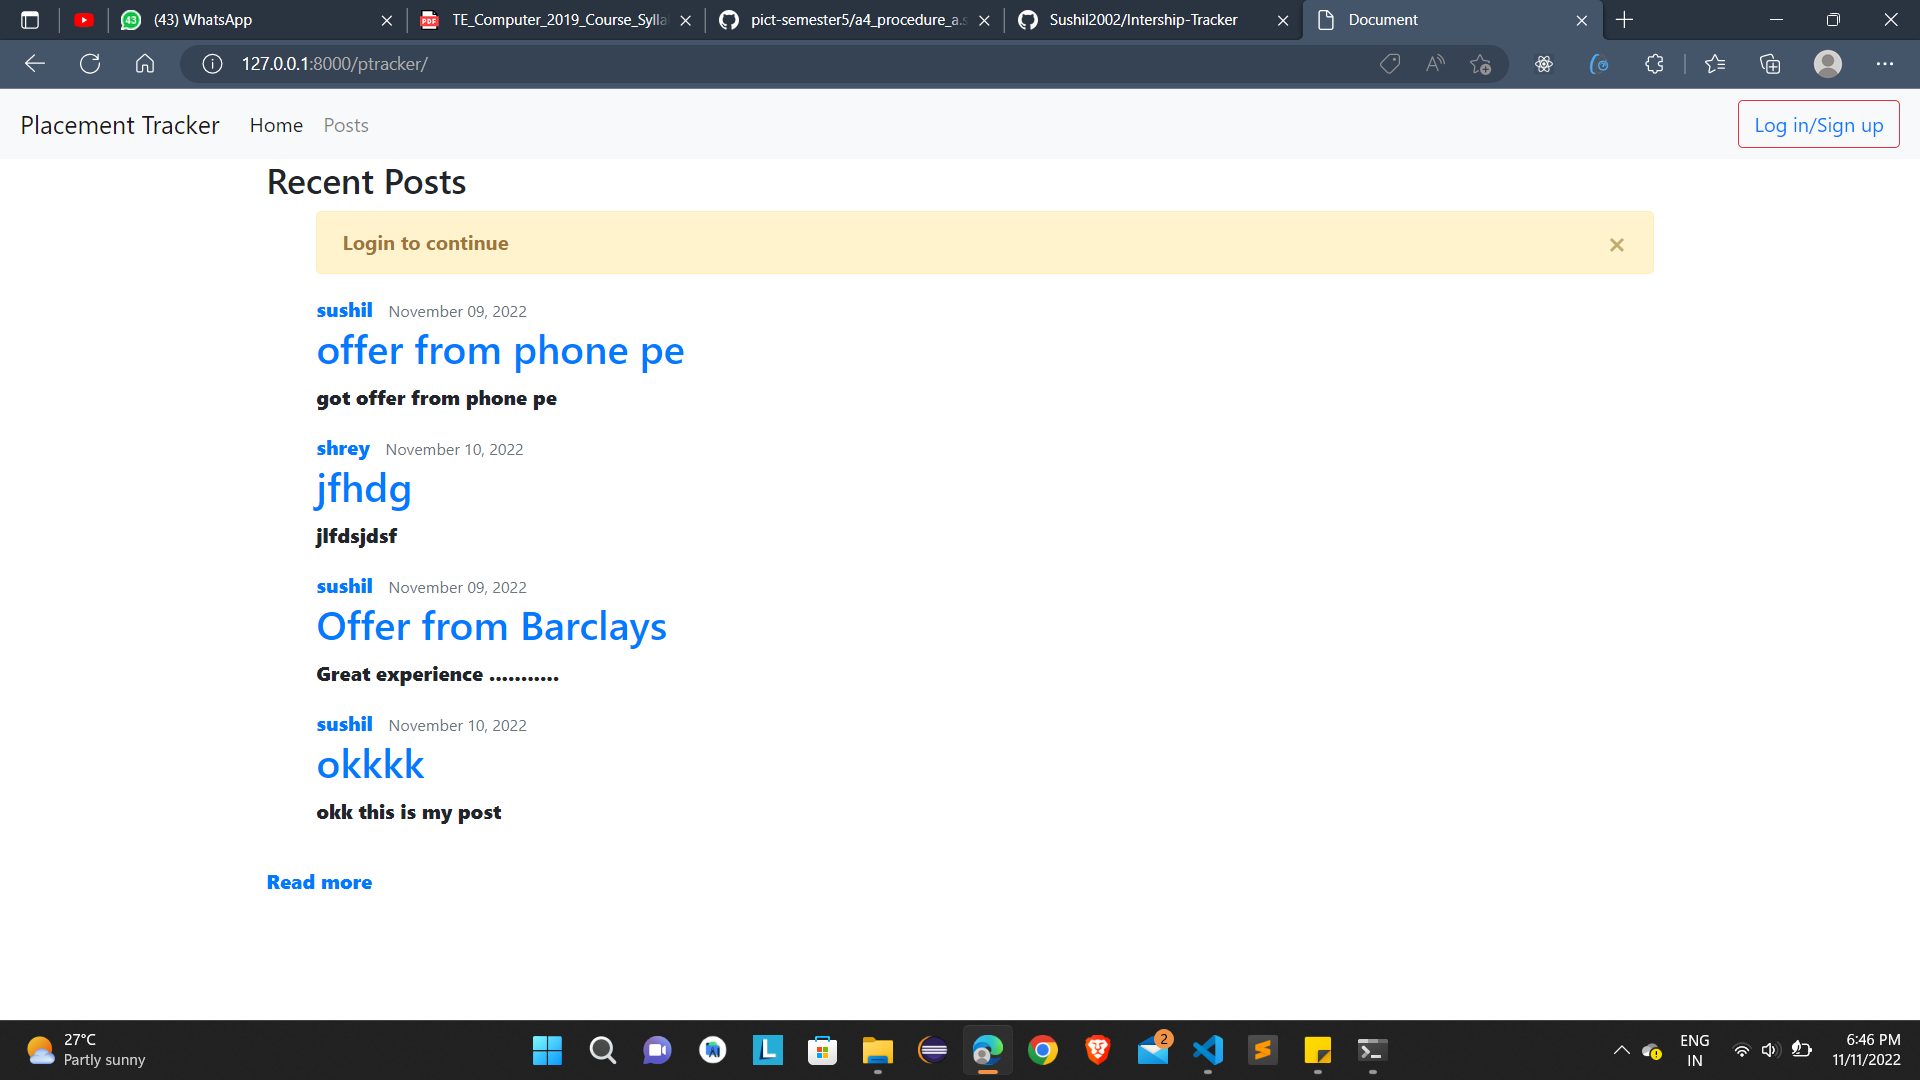 (43) WhatsApp
TE_Computer_2019_Course_Sylla
pict-semester5/a4_procedure_a.s
Sushil2002/Intership-Tracker
Document
127.0.0.1:8000/ptracker/
Placement Tracker
Home
Posts
Log in/Sign up
Recent Posts
Login to continue
×
sushil November 09, 2022
offer from phone pe
got offer from phone pe
shrey November 10, 2022
jfhdg
jlfdsjdsf
sushil November 09, 2022
Offer from Barclays
Great experience ...........
sushil November 10, 2022
okkkk
okk this is my post
Read more
27°C
Partly sunny
2
ENG
IN
6:46 PM
11/11/2022